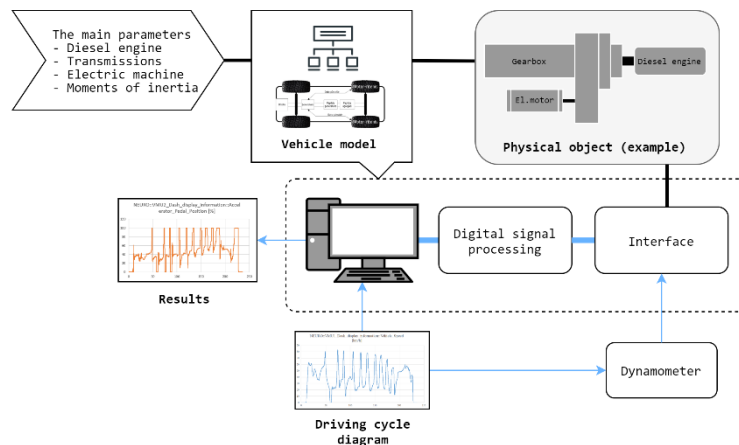 The main parameters
- Diesel engine
- Transmissions
- Electric machine
- Moments of inertia
Vehicle model
Gearbox
Diesel engine
El.motor
Physical object (example)
Digital signal
processing
Interface
Results
Dynamometer
Driving cycle
diagram